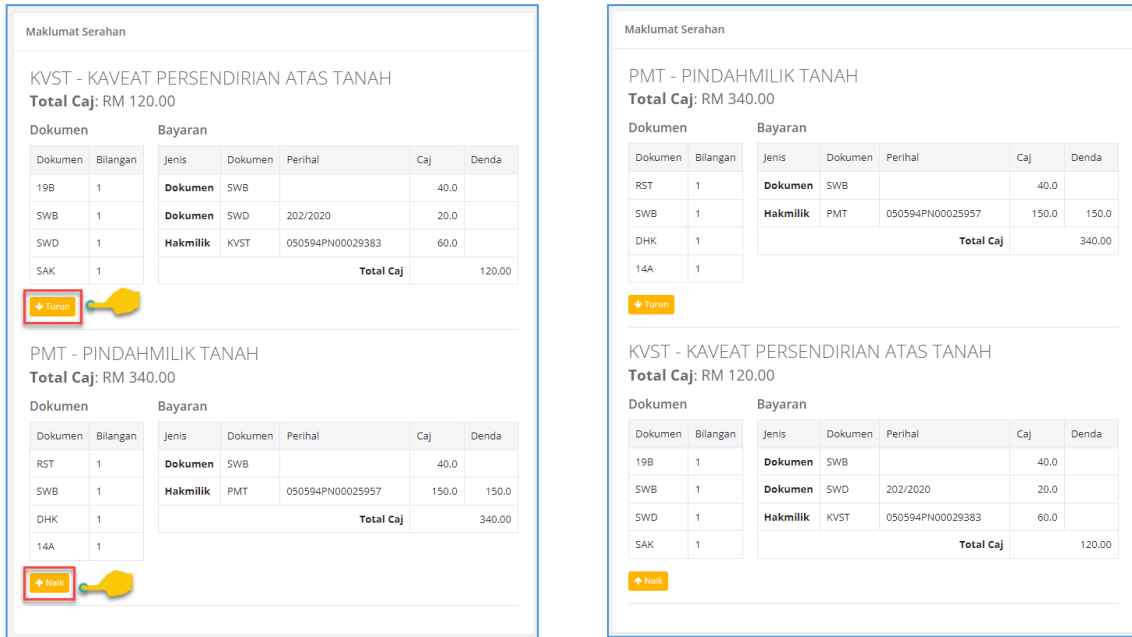 Maklumat Serahan
KVST - KAVEAT PERSENDIRIAN ATAS TANAH
Total Caj: RM 120.00
Dokumen Bayaran
Dokumen Bilangan Jenis Dokumen Perihal Caj Denda
19B 1 Dokumen SWB 40.0
SWB 1 Dokumen SWD 202/2020 20.0
SWD 1 Hakmilik KVST 050594PN00029383 60.0
SAK 1 Total Caj 120.00
Turun
PMT - PINDAHMILIK TANAH
Total Caj: RM 340.00
Dokumen Bayaran
Dokumen Bilangan Jenis Dokumen Perihal Caj Denda
RST 1 Dokumen SWB 40.0
SWB 1 Hakmilik PMT 050594PN00025957 150.0 150.0
DHK 1 Total Caj 340.00
14A 1
Naik
Maklumat Serahan
PMT - PINDAHMILIK TANAH
Total Caj: RM 340.00
Dokumen Bayaran
Dokumen Bilangan Jenis Dokumen Perihal Caj Denda
RST 1 Dokumen SWB 40.0
SWB 1 Hakmilik PMT 050594PN00025957 150.0 150.0
DHK 1 Total Caj 340.00
14A 1
Turun
KVST - KAVEAT PERSENDIRIAN ATAS TANAH
Total Caj: RM 120.00
Dokumen Bayaran
Dokumen Bilangan Jenis Dokumen Perihal Caj Denda
19B 1 Dokumen SWB 40.0
SWB 1 Dokumen SWD 202/2020 20.0
SWD 1 Hakmilik KVST 050594PN00029383 60.0
SAK 1 Total Caj 120.00
Naik